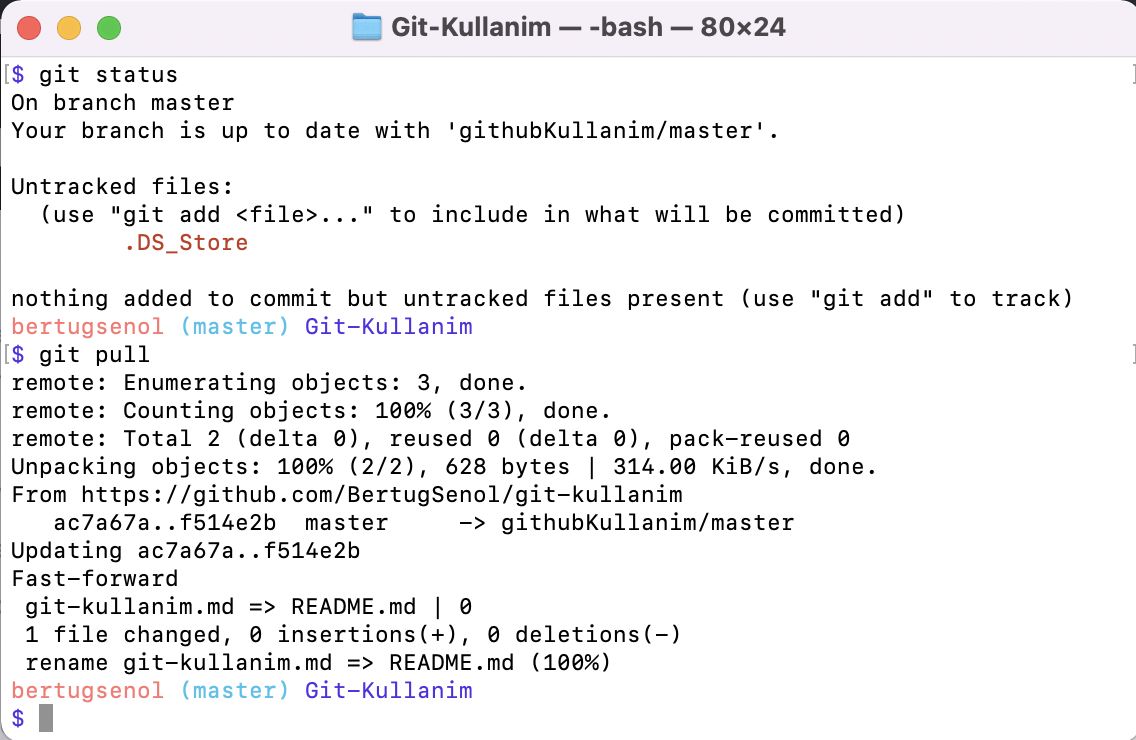 Git-Kullanim — -bash — 80×24
[$ git status ]
On branch master
Your branch is up to date with 'githubKullanim/master'.

Untracked files:
  (use "git add <file>..." to include in what will be committed)
        .DS_Store

nothing added to commit but untracked files present (use "git add" to track)
bertugsenol (master) Git-Kullanim
[$ git pull ]
remote: Enumerating objects: 3, done.
remote: Counting objects: 100% (3/3), done.
remote: Total 2 (delta 0), reused 0 (delta 0), pack-reused 0
Unpacking objects: 100% (2/2), 628 bytes | 314.00 KiB/s, done.
From https://github.com/BertugSenol/git-kullanim
   ac7a67a..f514e2b  master     -> githubKullanim/master
Updating ac7a67a..f514e2b
Fast-forward
 git-kullanim.md => README.md | 0
 1 file changed, 0 insertions(+), 0 deletions(-)
 rename git-kullanim.md => README.md (100%)
bertugsenol (master) Git-Kullanim
$